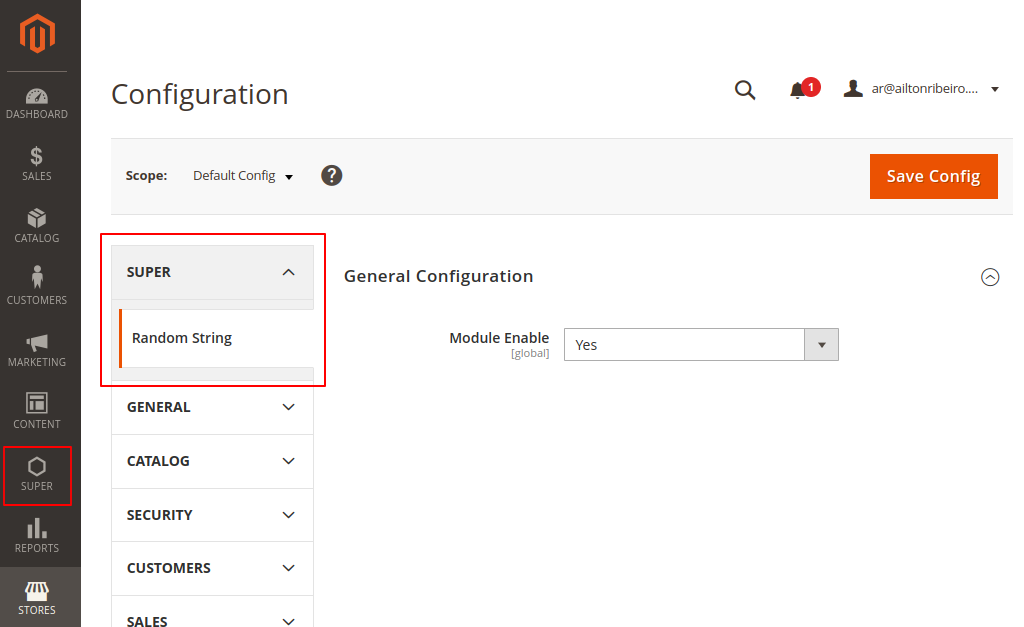 DASHBOARD
SALES
CATALOG
CUSTOMERS
MARKETING
CONTENT
SUPER
REPORTS
STORES
Configuration
1
ar@ailtonribeiro....
Scope: Default Config ?
Save Config
SUPER
Random String
GENERAL
CATALOG
SECURITY
CUSTOMERS
SALES
General Configuration
Module Enable Yes
[global]